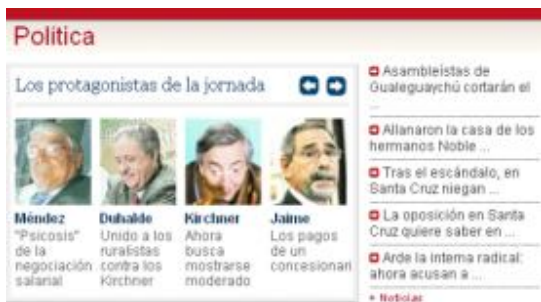 Política
Los protagonistas de la jornada
Méndez
"Psicosis"
de la
negociación
salarial
Duhalde
Unido a los
ruralistas
contra los
Kirchner
Kirchner
Ahora
busca
mostrarse
moderado
Jaime
Los pagos
de un
concesionari
Asambleístas de
Gualeguaychú cortarán el
...
Allanaron la casa de los
hermanos Noble ...
Tras el escándalo, en
Santa Cruz niegan ...
La oposición en Santa
Cruz quiere saber en ...
Arde la interna radical:
ahora acusan a ...
+ Noticias